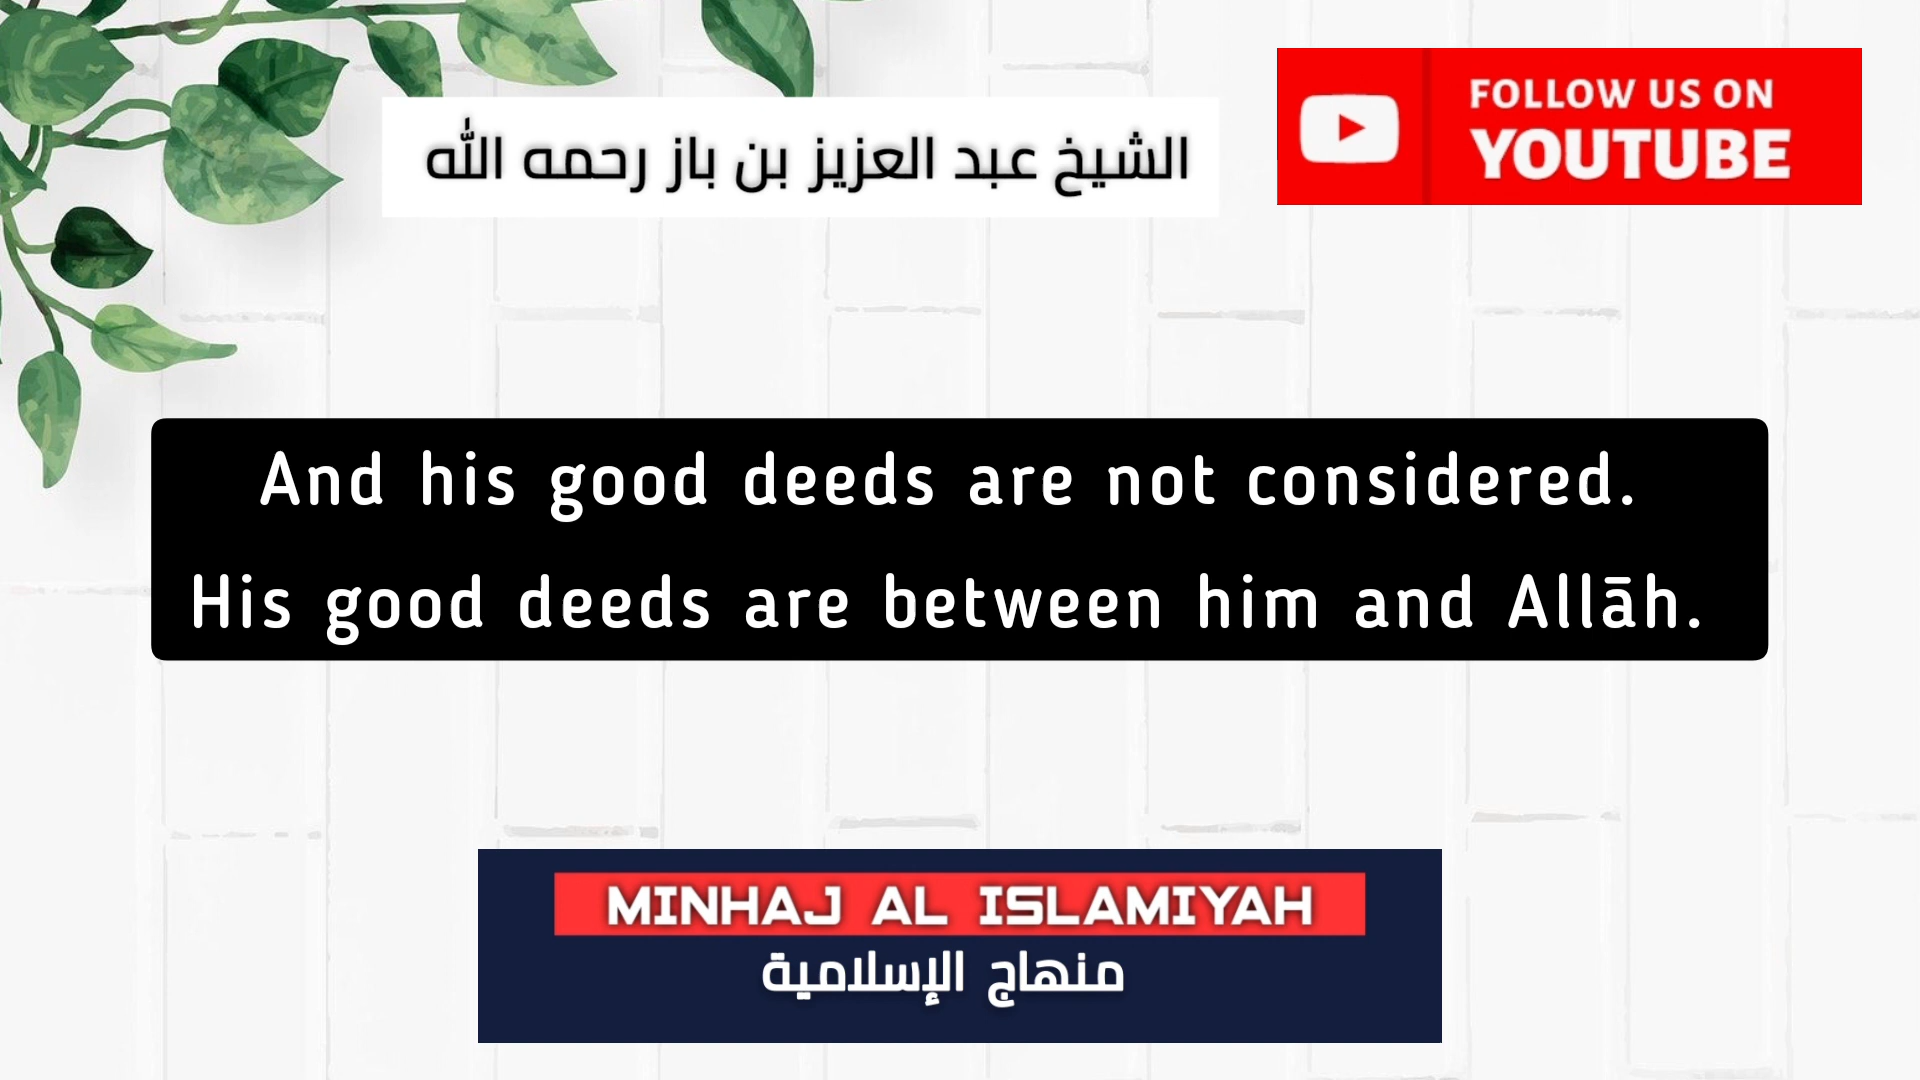 الشيخ عبد العزيز بن باز رحمه الله
FOLLOW US ON
YOUTUBE
And his good deeds are not considered.
His good deeds are between him and Allāh.
MINHAJ AL ISLAMIYAH
منهاج الإسلامية